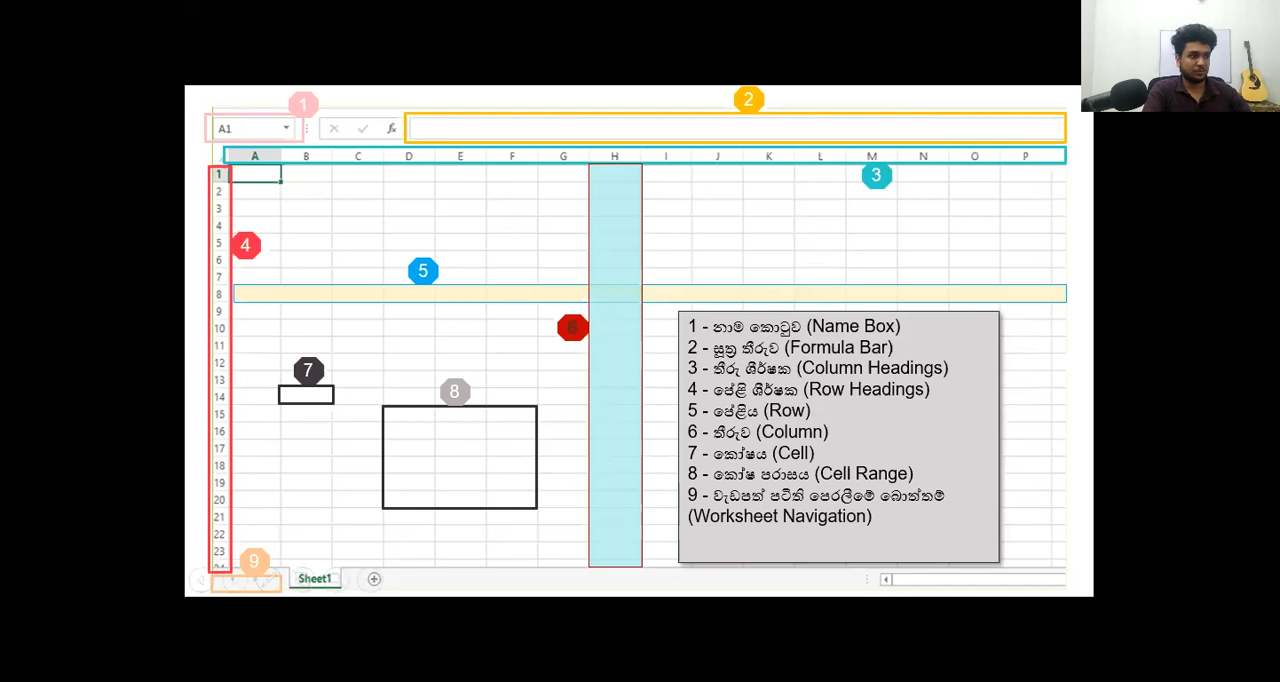 1
2
A1
fx
A B C D E F G H I J K L M N O P
3
1
2
3
4
5
4
6
5
7
8
9
10
6
11
12
7
13
8
14
15
16
17
18
19
20
21
22
23
9
Sheet1
1 - නාම කොටුව (Name Box)
2 - සූත්‍ර තීරුව (Formula Bar)
3 - තීරු ශීර්ෂක (Column Headings)
4 - පේළි ශීර්ෂක (Row Headings)
5 - පේළිය (Row)
6 - තීරුව (Column)
7 - කෝෂය (Cell)
8 - කෝෂ පරාසය (Cell Range)
9 - වැඩපත් පටිති පෙරලීමේ බොත්තම්
(Worksheet Navigation)